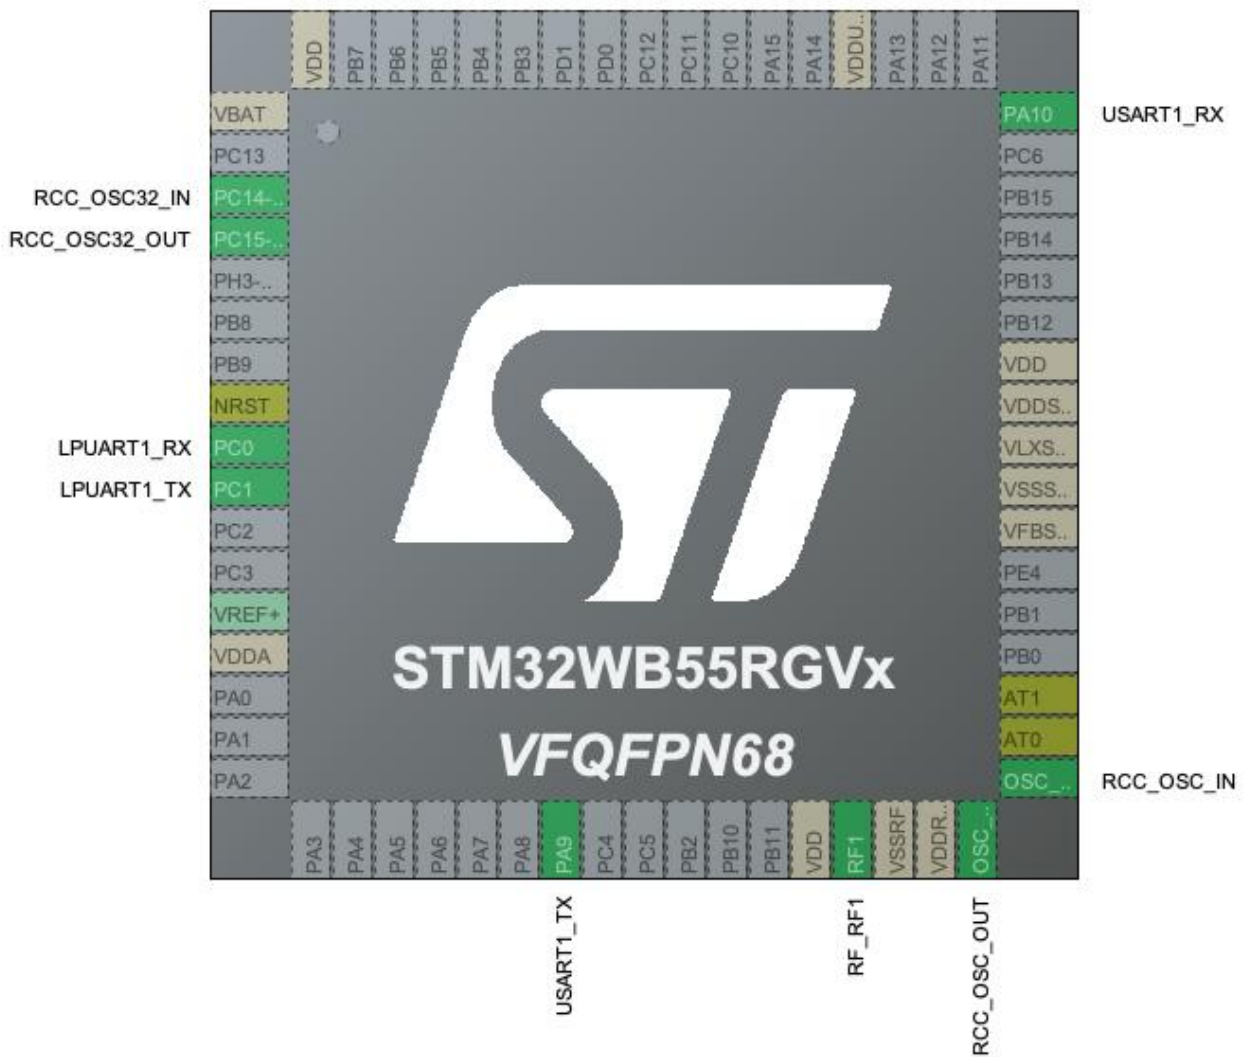 VDD
PB7
PB6
PB5
PB4
PB3
PD1
PD0
PC12
PC11
PC10
PA15
PA14
VDDU..
PA13
PA12
PA11
VBAT
PC13
RCC_OSC32_IN PC14-..
RCC_OSC32_OUT PC15-..
PH3-..
PB8
PB9
NRST
LPUART1_RX PC0
LPUART1_TX PC1
PC2
PC3
VREF+
VDDA
PA0
PA1
PA2
PA10 USART1_RX
PC6
PB15
PB14
PB13
PB12
VDD
VDDS..
VLXS..
VSSS..
VFBS..
PE4
PB1
PB0
AT1
AT0
OSC_.. RCC_OSC_IN
ST
STM32WB55RGVx
VFQFPN68
PA3
PA4
PA5
PA6
PA7
PA8
PA9
PC4
PC5
PB2
PB10
PB11
VDD
RF1
VSSRF
VDDR..
OSC_..
USART1_TX
RF_RF1
RCC_OSC_OUT